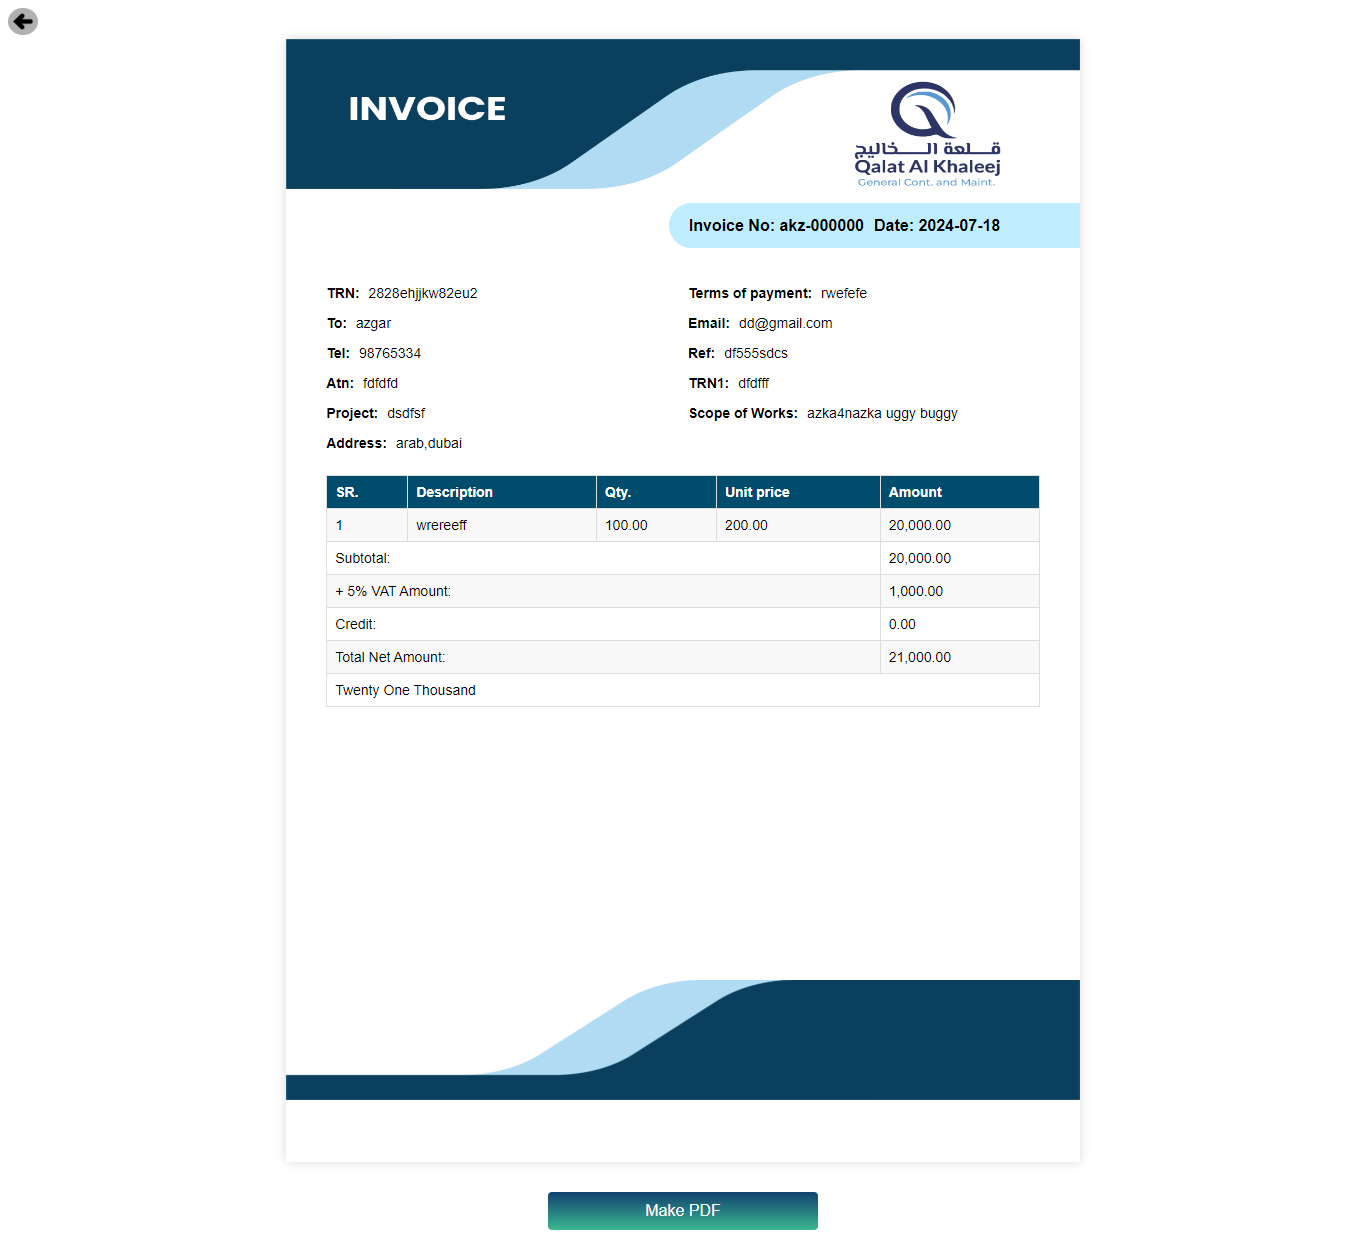 INVOICE
قلعة الخاليج
Qalat Al Khaleej
General Cont. and Maint.
Invoice No: akz-000000 Date: 2024-07-18
TRN: 2828ehjjkw82eu2
Terms of payment: rwefefe
To: azgar
Email: dd@gmail.com
Tel: 98765334
Ref: df555sdcs
Atn: fdfdfd
TRN1: dfdfff
Project: dsdfsf
Scope of Works: azka4nazka uggy buggy
Address: arab,dubai
SR. Description Qty. Unit price Amount
1 wrereeff 100.00 200.00 20,000.00
Subtotal: 20,000.00
+ 5% VAT Amount: 1,000.00
Credit: 0.00
Total Net Amount: 21,000.00
Twenty One Thousand
Make PDF